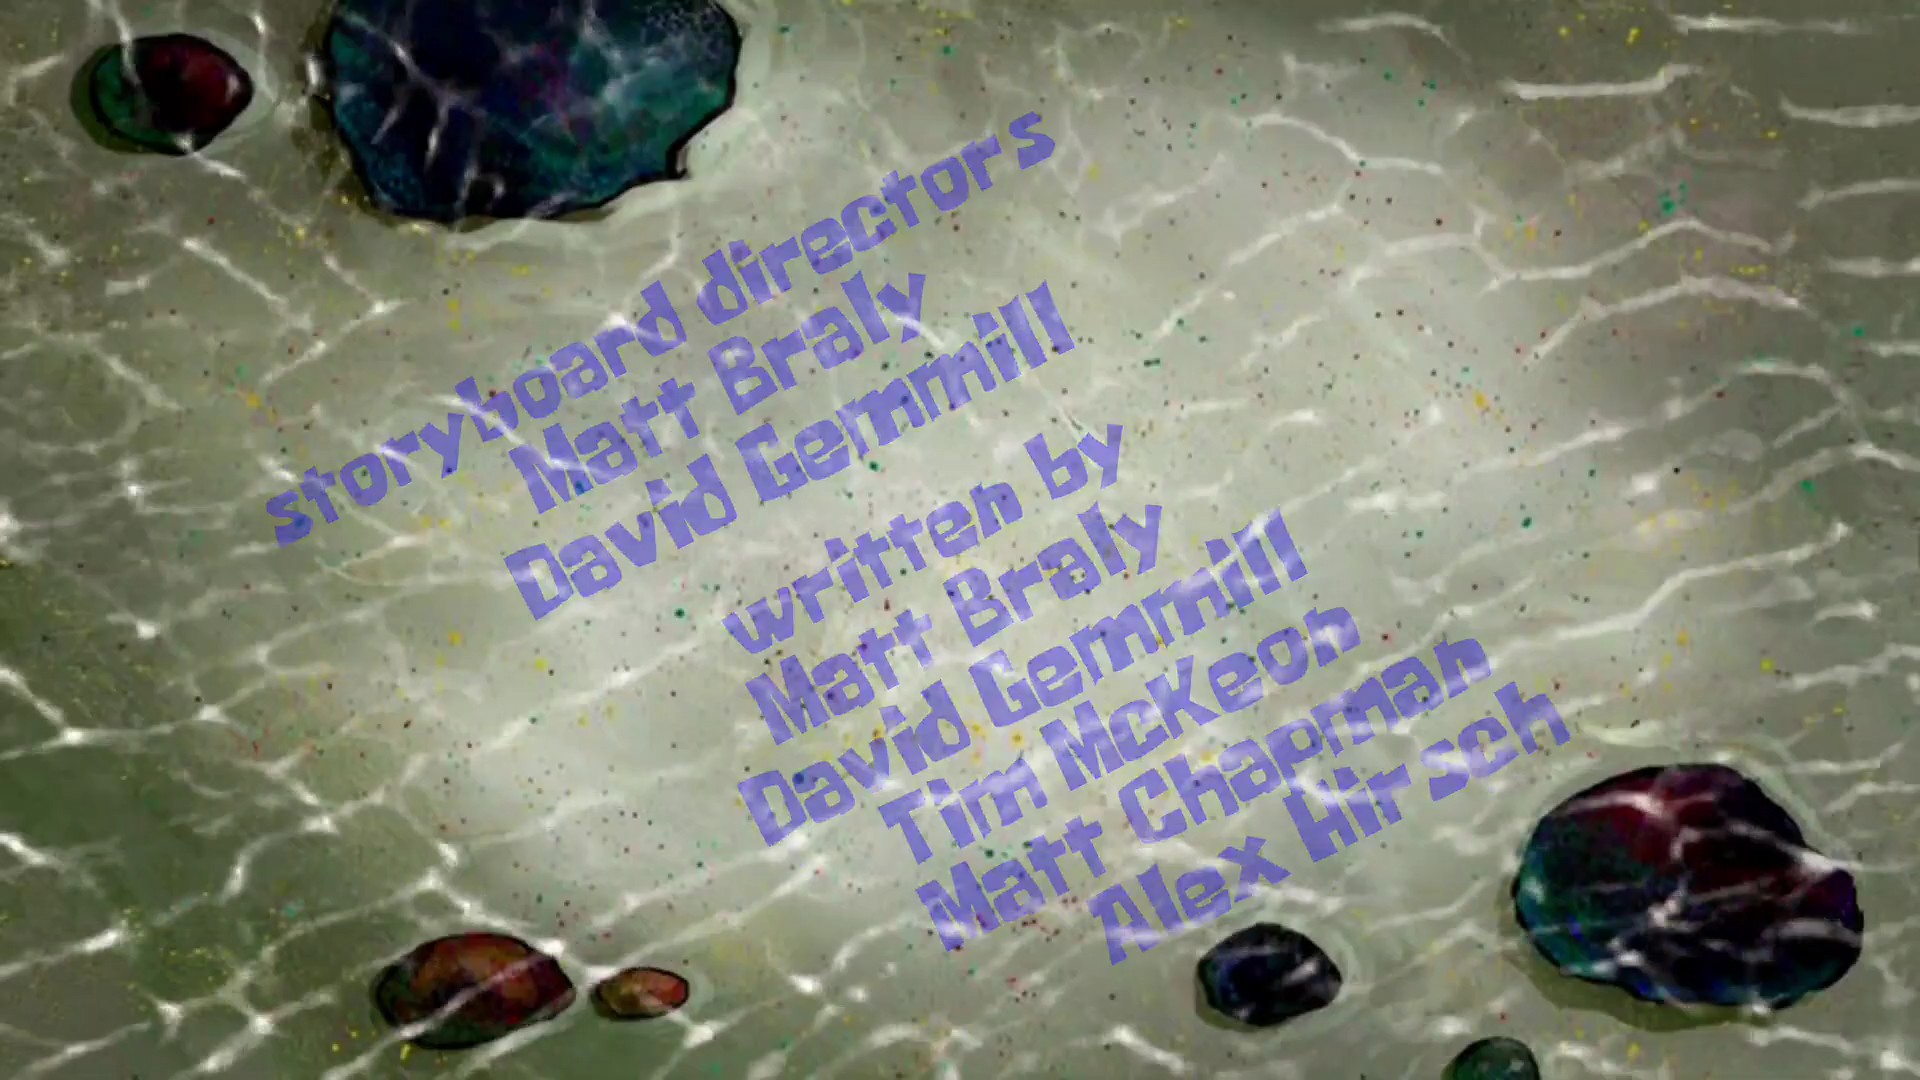 storyboard directors
Matt Braly
David Gemmill
written by
Matt Braly
David Gemmill
Tim McKeon
Matt Chapman
Alex Hirsch